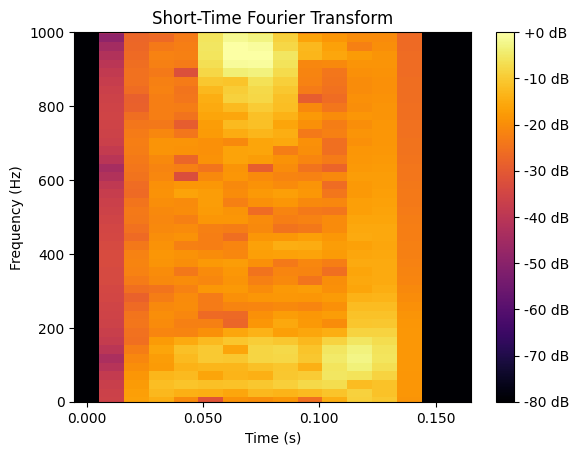 Short-Time Fourier Transform
1000
800
600
400
200
0
Frequency (Hz)
0.000
0.050
0.100
0.150
Time (s)
+0 dB
-10 dB
-20 dB
-30 dB
-40 dB
-50 dB
-60 dB
-70 dB
-80 dB